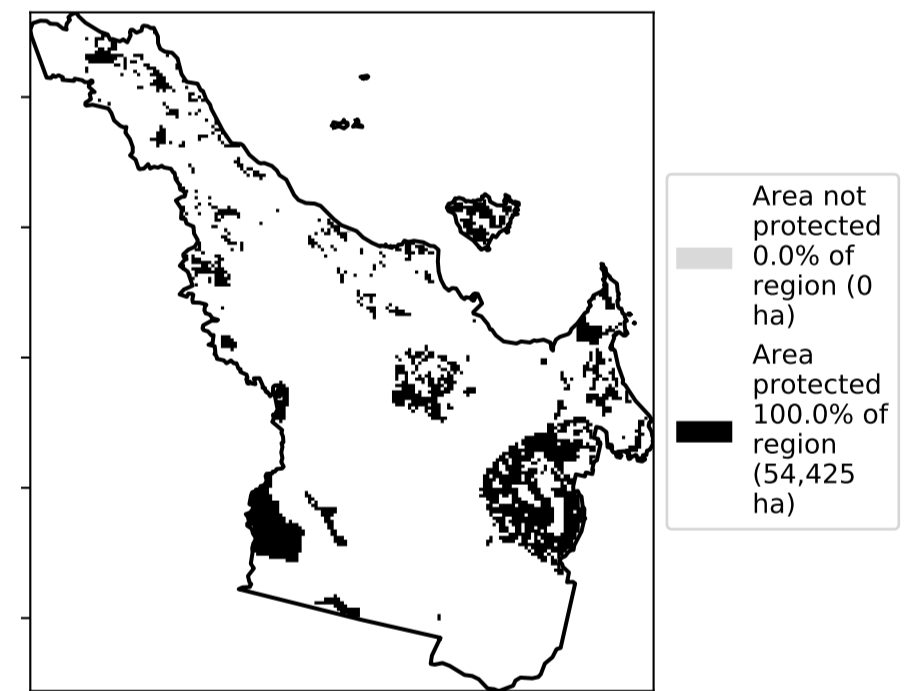 Area not
protected
0.0% of
region (0
ha)
Area
protected
100.0% of
region
(54,425
ha)